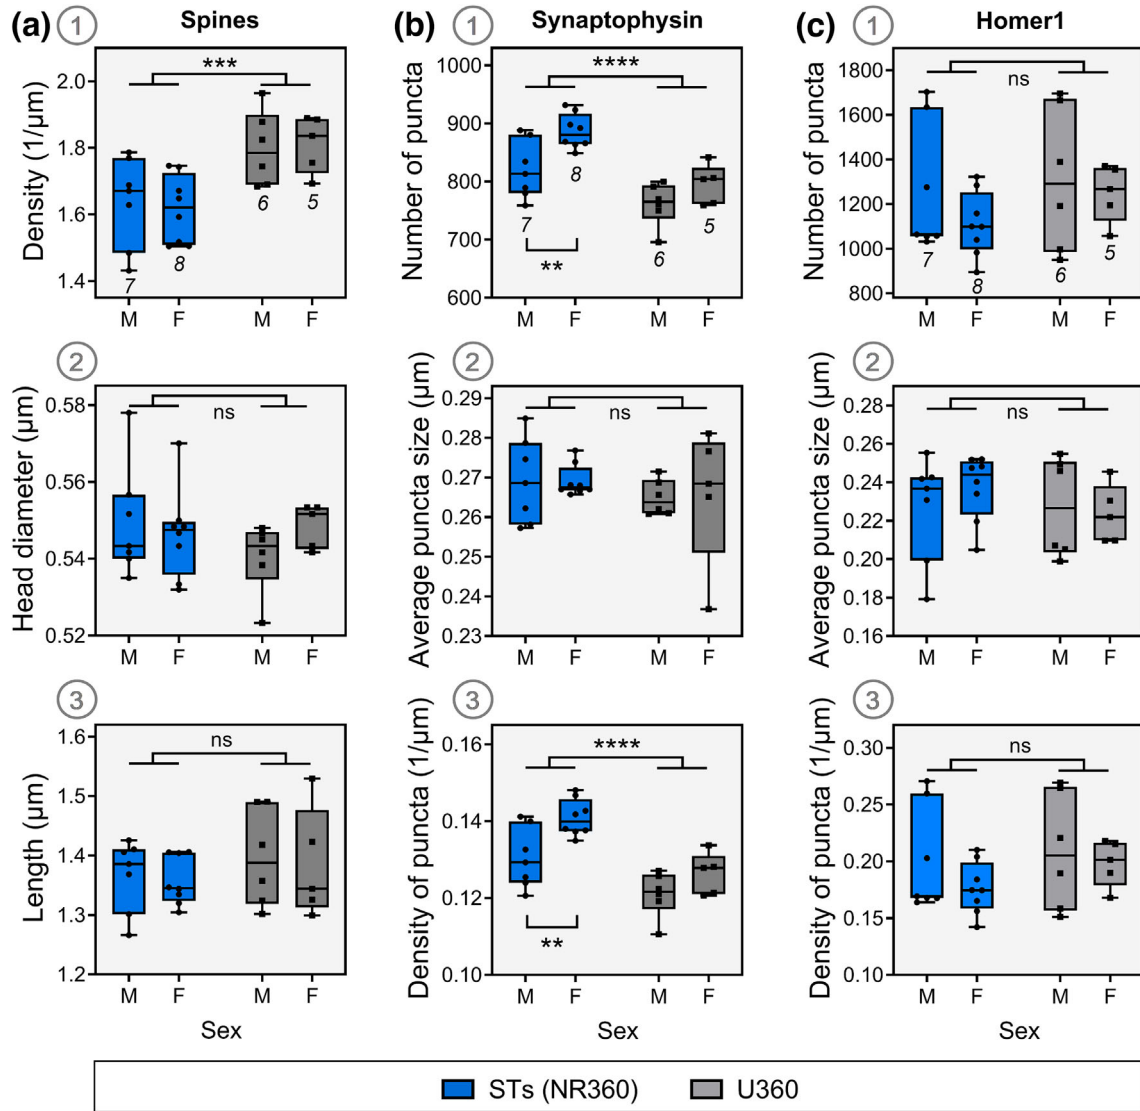 (a) 1 Spines
Density (1/µm)
2.0
1.8
1.6
1.4
***
7
8
6
5
M F M F
(b) 1 Synaptophysin
Number of puncta
1000
900
800
700
600
****
7
8
6
5
**
M F M F
(c) 1 Homer1
Number of puncta
1800
1600
1400
1200
1000
800
ns
7
8
6
5
M F M F
2
Head diameter (µm)
0.58
0.56
0.54
0.52
ns
M F M F
2
Average puncta size (µm)
0.29
0.28
0.27
0.26
0.25
0.24
0.23
ns
M F M F
2
Average puncta size (µm)
0.28
0.26
0.24
0.22
0.20
0.18
0.16
ns
M F M F
3
Length (µm)
1.6
1.5
1.4
1.3
1.2
ns
M F M F
Sex
3
Density of puncta (1/µm)
0.16
0.14
0.12
0.10
****
**
M F M F
Sex
3
Density of puncta (1/µm)
0.30
0.25
0.20
0.15
0.10
ns
M F M F
Sex
STs (NR360) U360